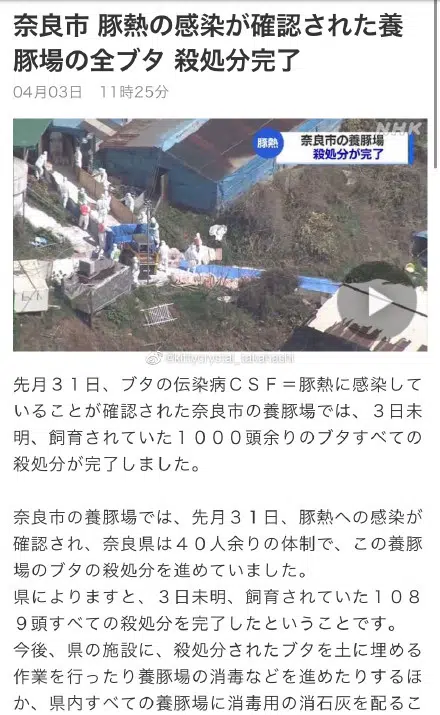 奈良市 豚熱の感染が確認された養
豚場の全ブタ 殺処分完了
04月03日 11時25分
NHK
豚熱
奈良市の養豚場
殺処分が完了
@kittycrystal_takahashi
先月３１日、ブタの伝染病ＣＳＦ＝豚熱に感染して
いることが確認された奈良市の養豚場では、３日未
明、飼育されていた１０００頭余りのブタすべての
殺処分が完了しました。
奈良市の養豚場では、先月３１日、豚熱への感染が
確認され、奈良県は４０人余りの体制で、この養豚
場のブタの殺処分を進めていました。
県によりますと、３日未明、飼育されていた１０８
９頭すべての殺処分を完了したということです。
今後、県の施設に、殺処分されたブタを土に埋める
作業を行ったり養豚場の消毒などを進めたりするほ
か、県内すべての養豚場に消毒用の消石灰を配るこ